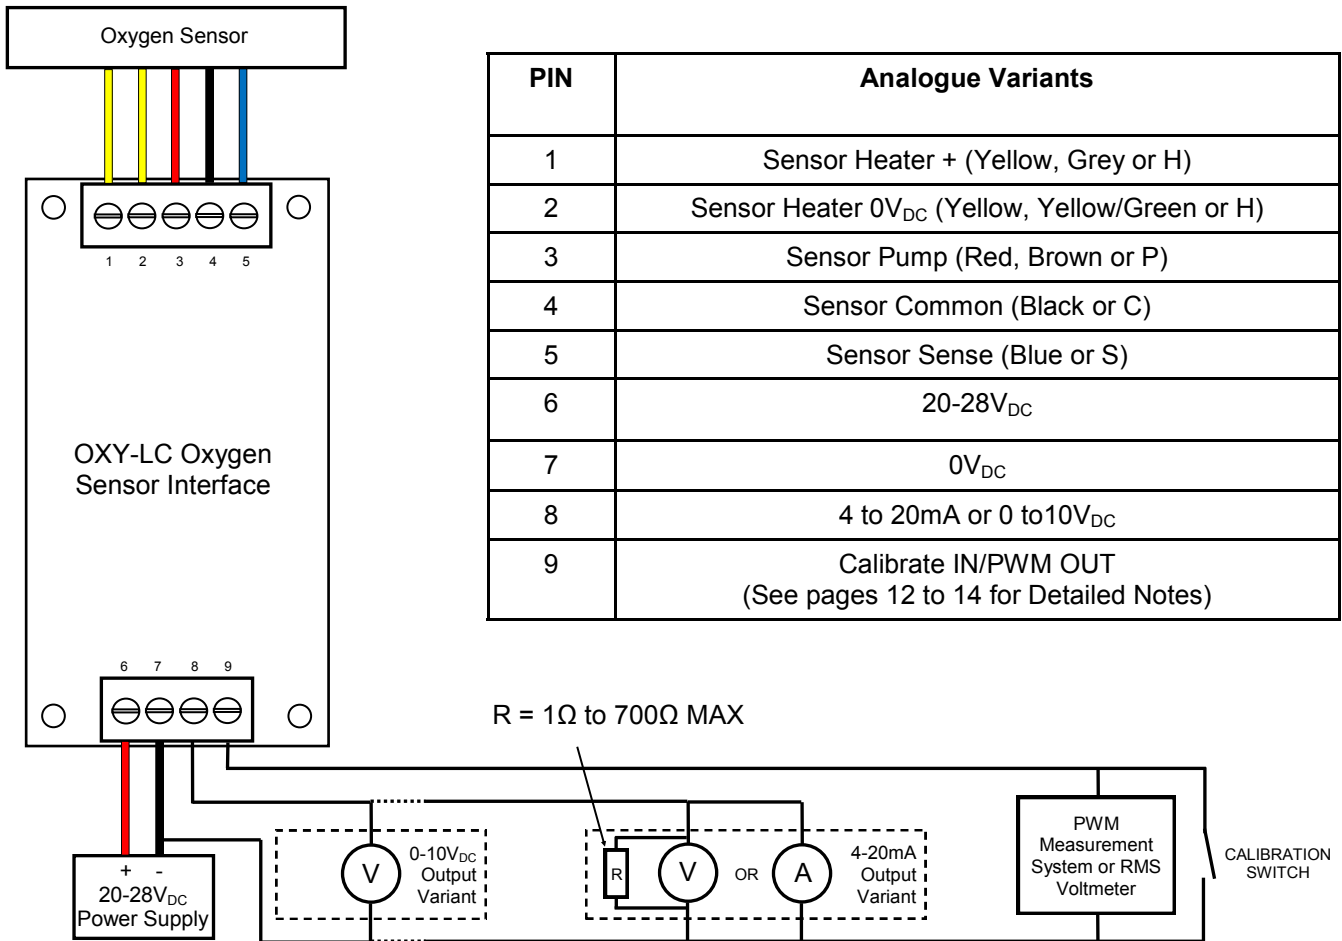 Oxygen Sensor
1 2 3 4 5
OXY-LC Oxygen
Sensor Interface
6 7 8 9
PIN Analogue Variants
1 Sensor Heater + (Yellow, Grey or H)
2 Sensor Heater 0VDC (Yellow, Yellow/Green or H)
3 Sensor Pump (Red, Brown or P)
4 Sensor Common (Black or C)
5 Sensor Sense (Blue or S)
6 20-28VDC
7 0VDC
8 4 to 20mA or 0 to10VDC
9 Calibrate IN/PWM OUT
(See pages 12 to 14 for Detailed Notes)
R = 1Ω to 700Ω MAX
+ -
20-28VDC
Power Supply
V
0-10VDC
Output
Variant
R
V
OR
A
4-20mA
Output
Variant
PWM
Measurement
System or RMS
Voltmeter
CALIBRATION
SWITCH